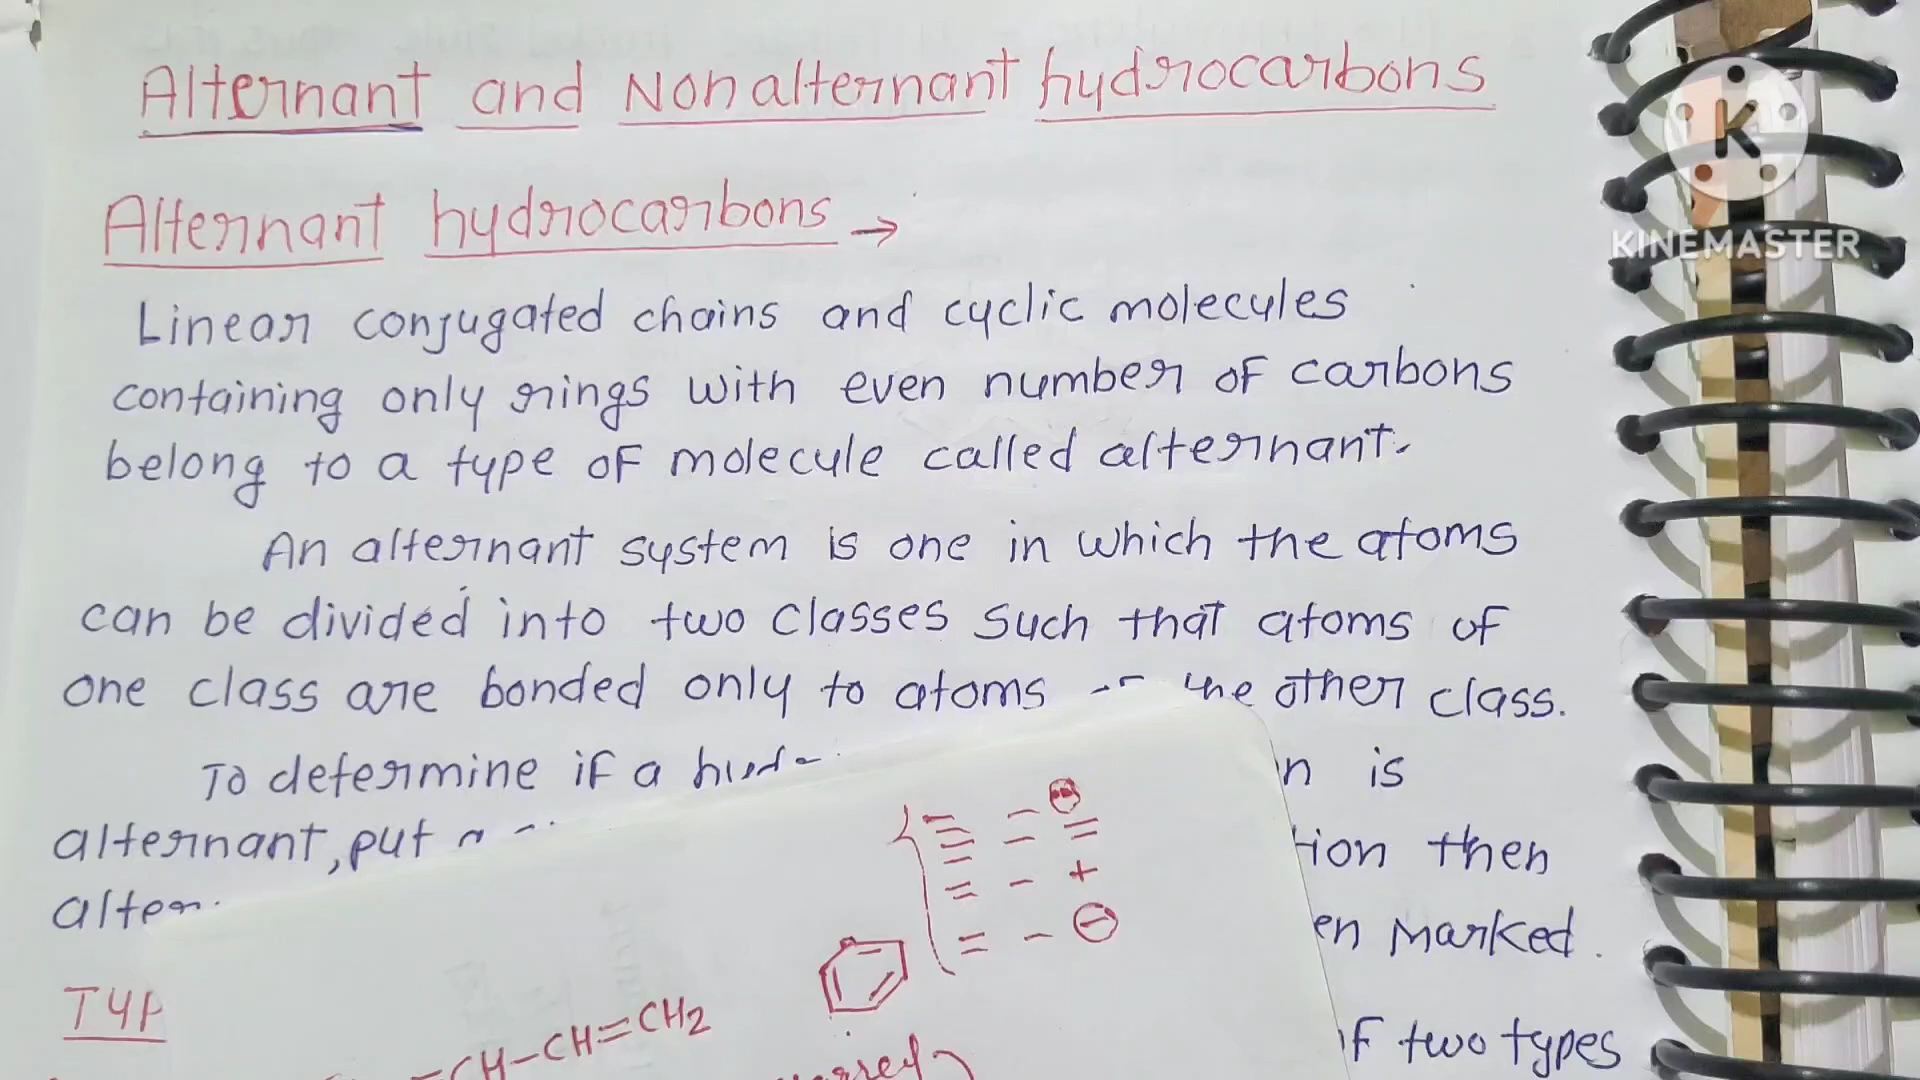 Alternant and Non alternant hydrocarbons
K
KINEMASTER
Alternant hydrocarbons →
Linear conjugated chains and cyclic molecules
containing only rings with even number of carbons
belong to a type of molecule called alternant.
An alternant system is one in which the atoms
can be divided into two classes such that atoms of
one class are bonded only to atoms the other class.
To determine if a is
alternant, put then
marked.
= - +
= - ⊖
CH-CH=CH2
of two types